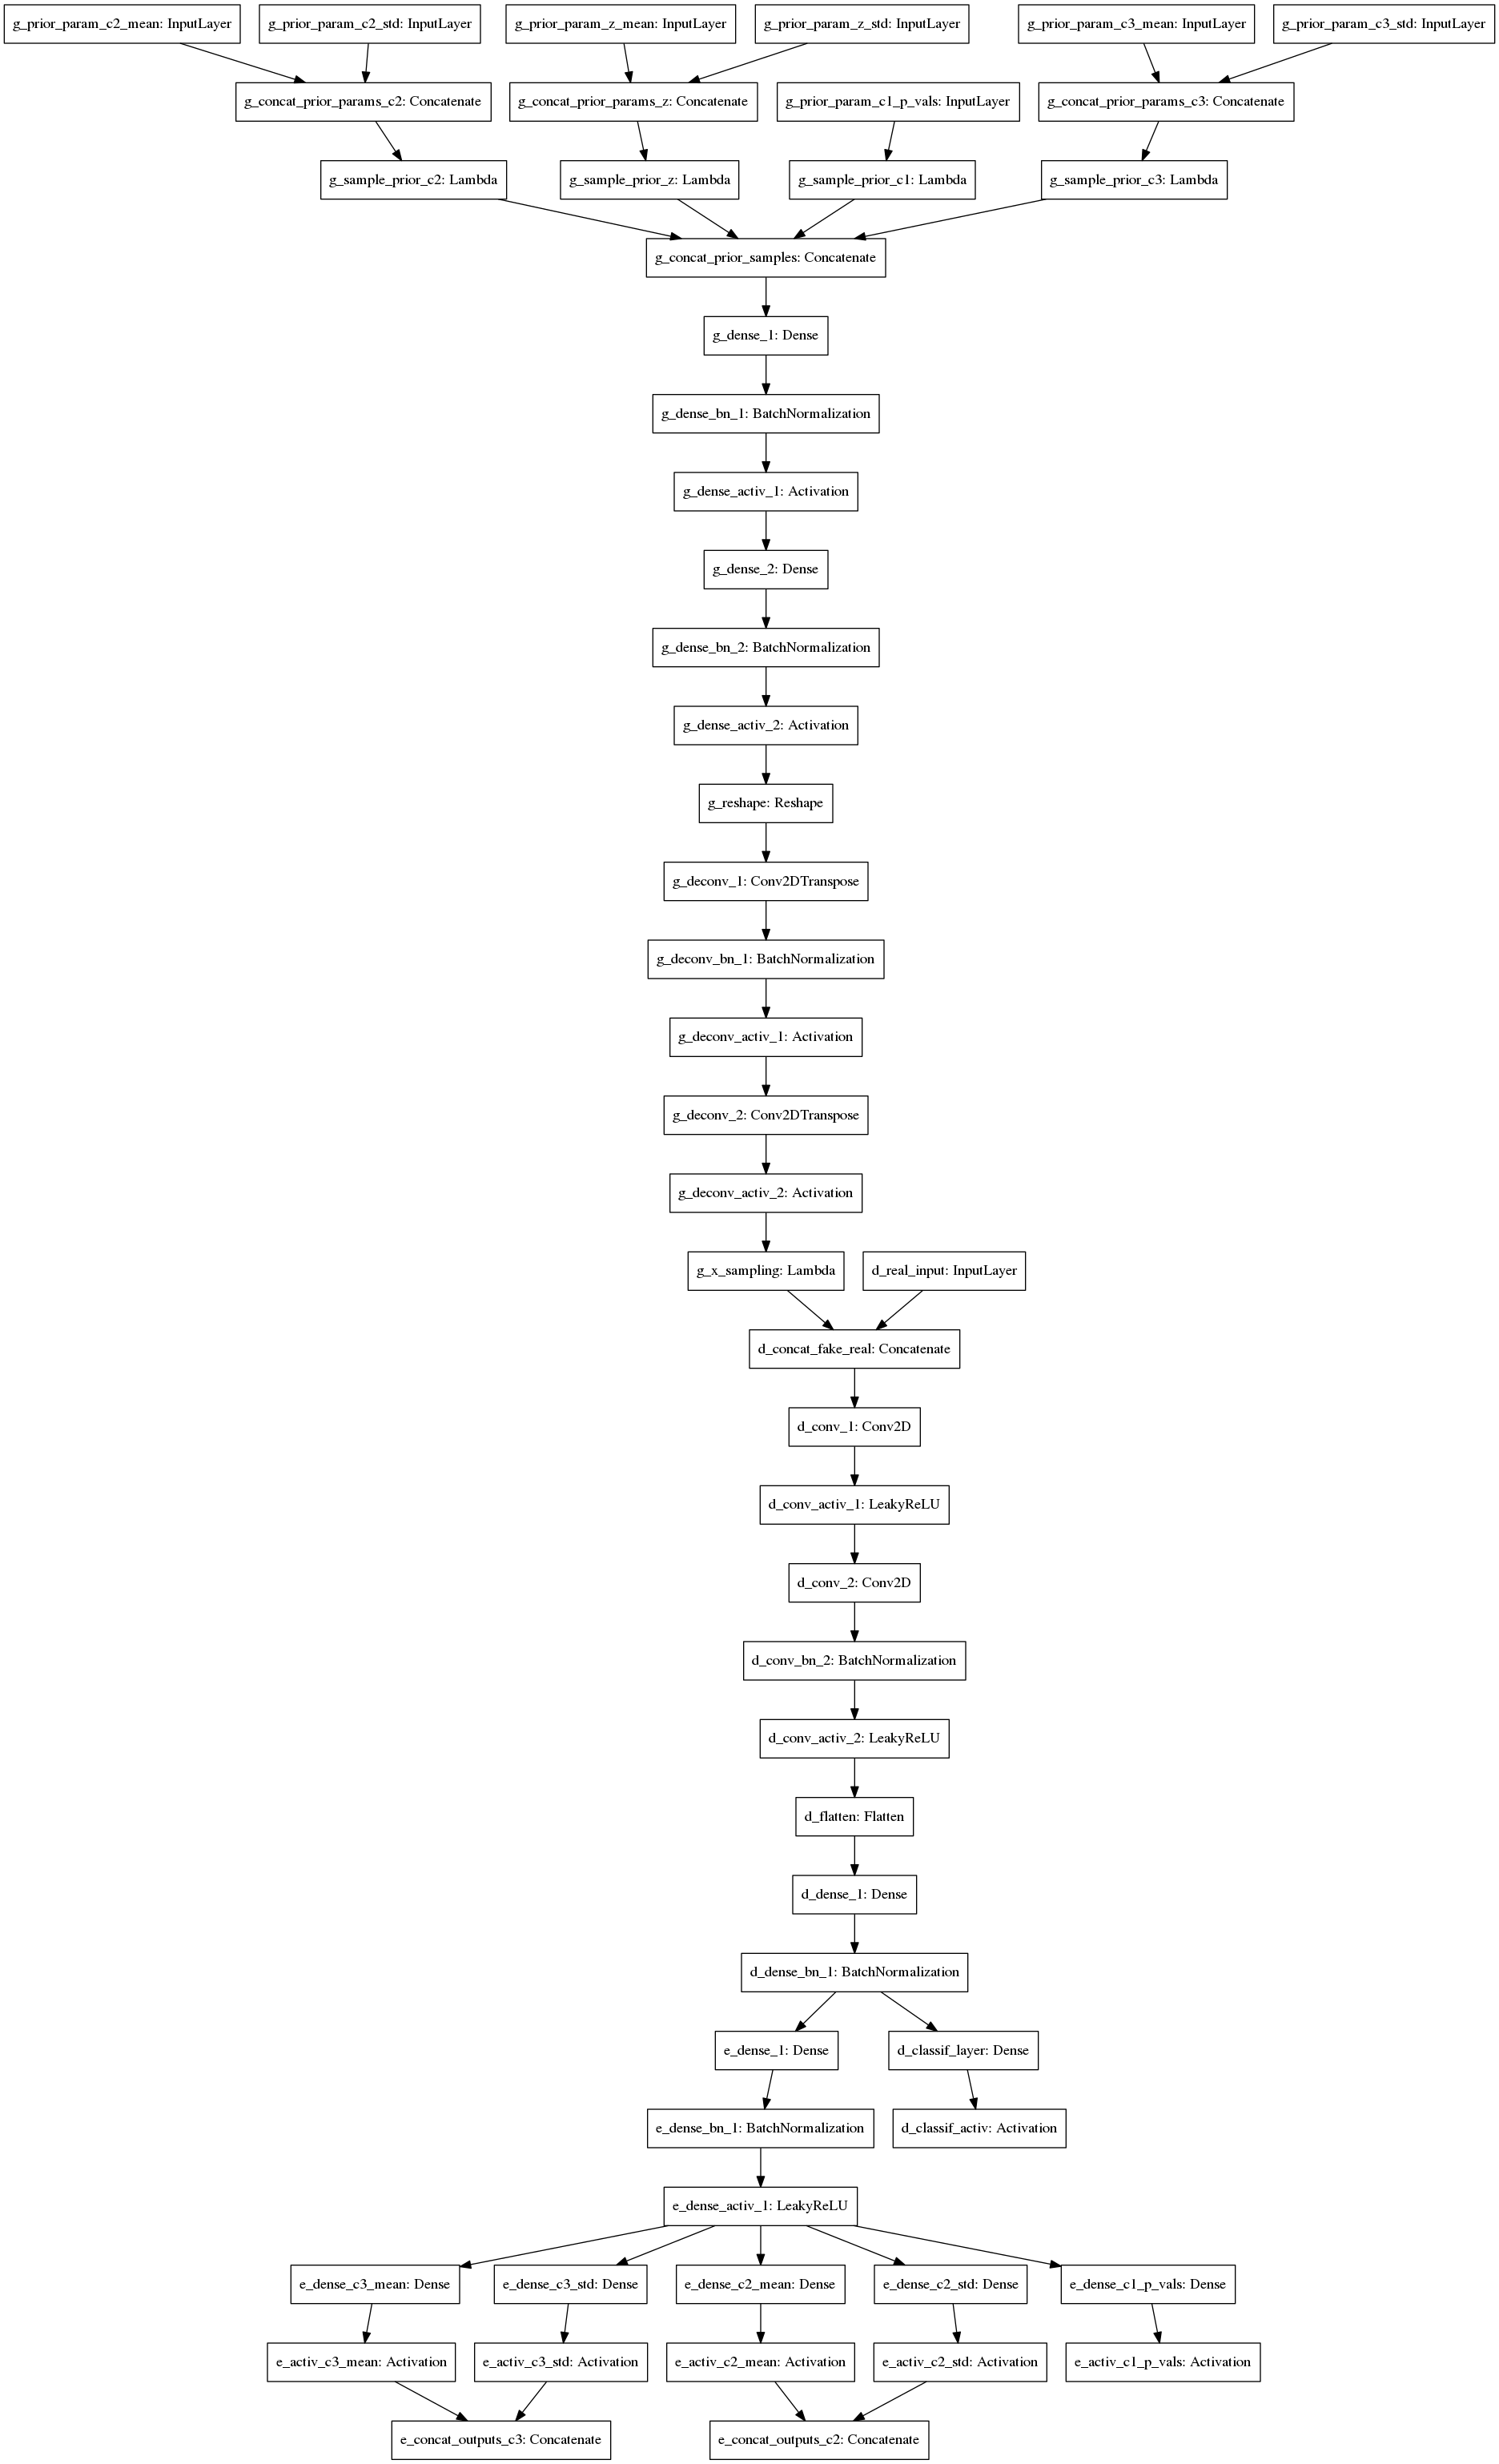 g_prior_param_c2_mean: InputLayer
g_prior_param_c2_std: InputLayer
g_prior_param_z_mean: InputLayer
g_prior_param_z_std: InputLayer
g_prior_param_c3_mean: InputLayer
g_prior_param_c3_std: InputLayer
g_concat_prior_params_c2: Concatenate
g_concat_prior_params_z: Concatenate
g_prior_param_c1_p_vals: InputLayer
g_concat_prior_params_c3: Concatenate
g_sample_prior_c2: Lambda
g_sample_prior_z: Lambda
g_sample_prior_c1: Lambda
g_sample_prior_c3: Lambda
g_concat_prior_samples: Concatenate
g_dense_1: Dense
g_dense_bn_1: BatchNormalization
g_dense_activ_1: Activation
g_dense_2: Dense
g_dense_bn_2: BatchNormalization
g_dense_activ_2: Activation
g_reshape: Reshape
g_deconv_1: Conv2DTranspose
g_deconv_bn_1: BatchNormalization
g_deconv_activ_1: Activation
g_deconv_2: Conv2DTranspose
g_deconv_activ_2: Activation
g_x_sampling: Lambda
d_real_input: InputLayer
d_concat_fake_real: Concatenate
d_conv_1: Conv2D
d_conv_activ_1: LeakyReLU
d_conv_2: Conv2D
d_conv_bn_2: BatchNormalization
d_conv_activ_2: LeakyReLU
d_flatten: Flatten
d_dense_1: Dense
d_dense_bn_1: BatchNormalization
e_dense_1: Dense
d_classif_layer: Dense
e_dense_bn_1: BatchNormalization
d_classif_activ: Activation
e_dense_activ_1: LeakyReLU
e_dense_c3_mean: Dense
e_dense_c3_std: Dense
e_dense_c2_mean: Dense
e_dense_c2_std: Dense
e_dense_c1_p_vals: Dense
e_activ_c3_mean: Activation
e_activ_c3_std: Activation
e_activ_c2_mean: Activation
e_activ_c2_std: Activation
e_activ_c1_p_vals: Activation
e_concat_outputs_c3: Concatenate
e_concat_outputs_c2: Concatenate